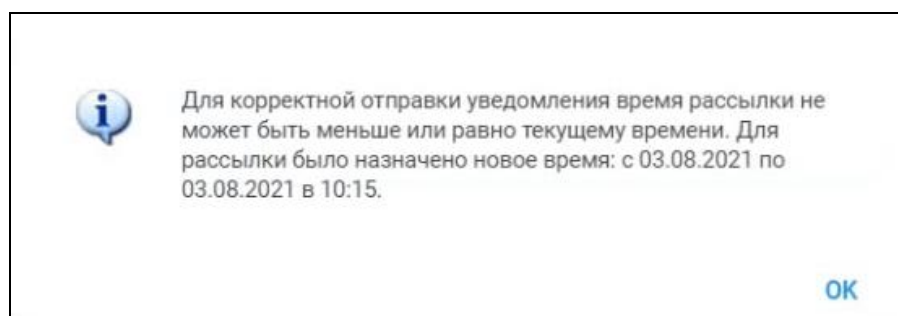 Для корректной отправки уведомления время рассылки не
может быть меньше или равно текущему времени. Для
рассылки было назначено новое время: с 03.08.2021 по
03.08.2021 в 10:15.
OK